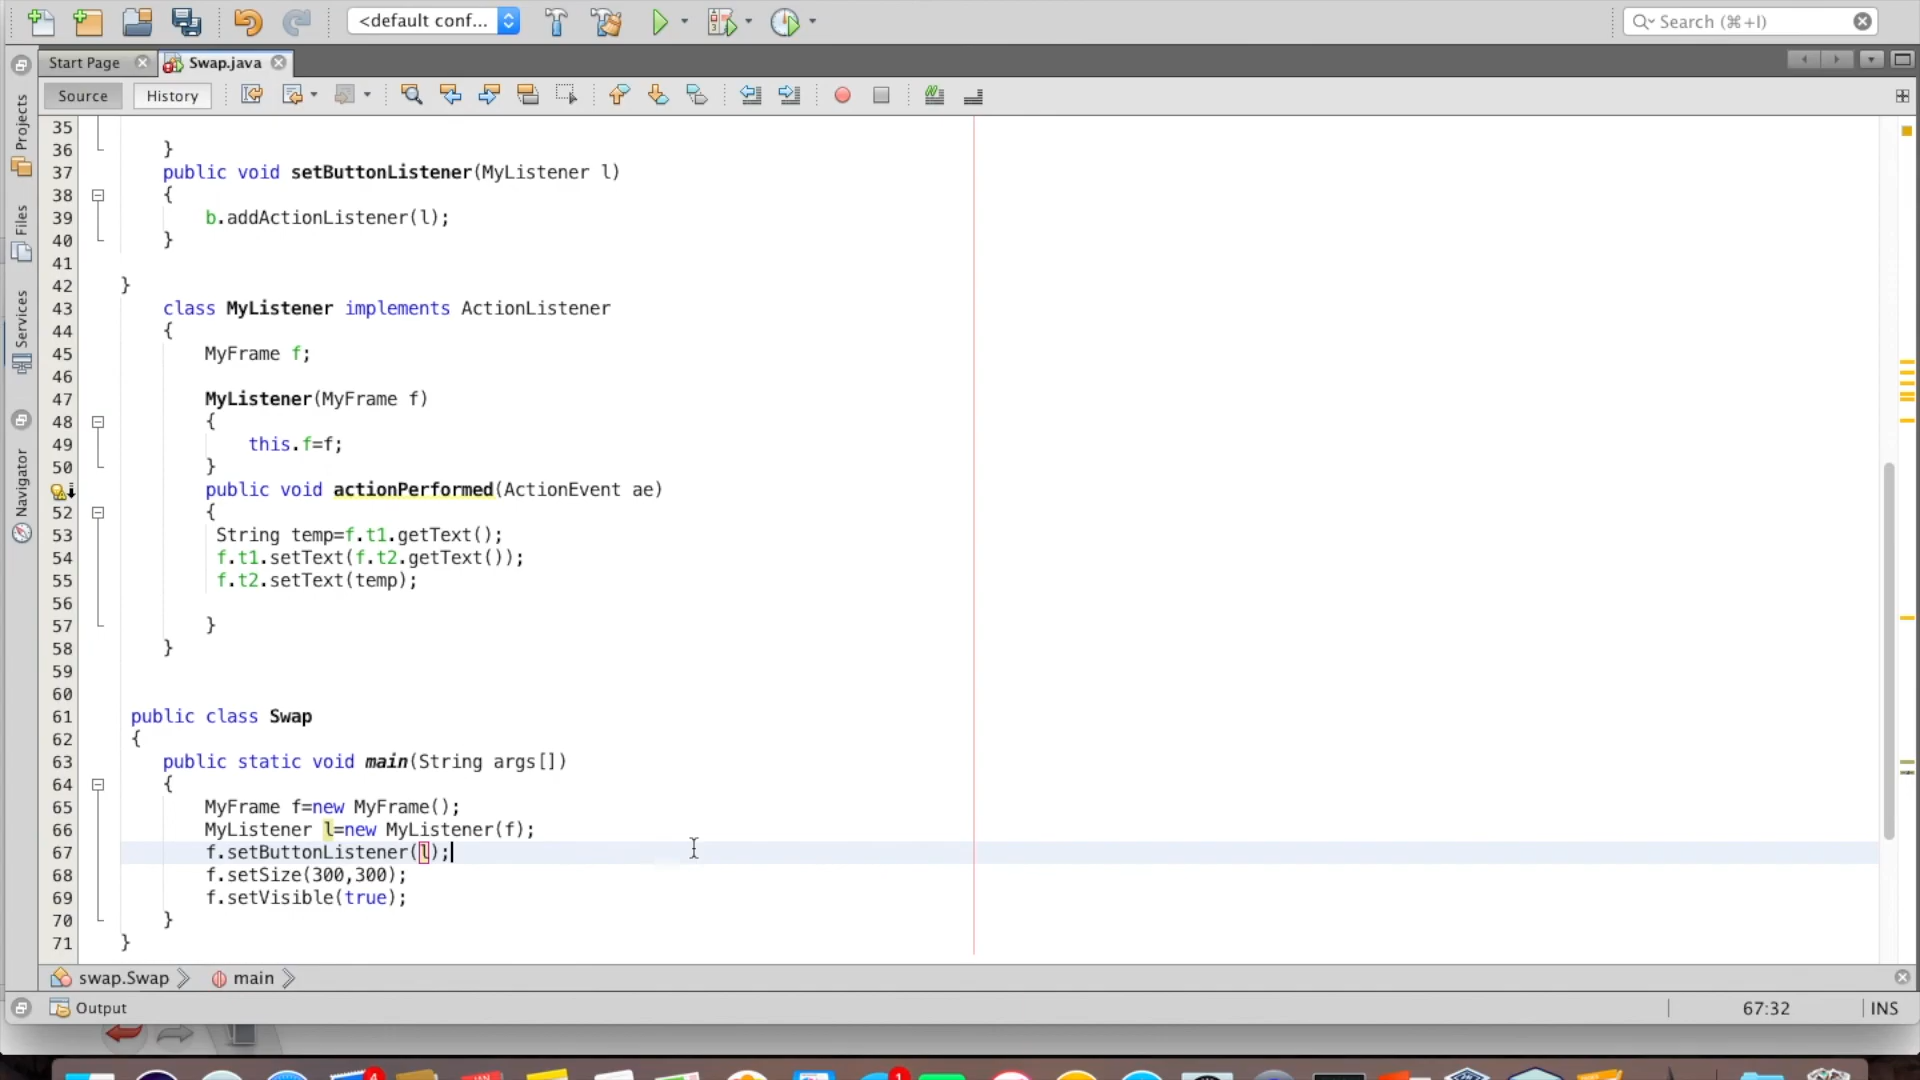 <default conf...
Search (⌘+I)
Start Page
Swap.java
Source
History
Projects
Files
Services
Navigator
35
36 }
37 public void setButtonListener(MyListener l)
38 {
39 b.addActionListener(l);
40 }
41
42 }
43 class MyListener implements ActionListener
44 {
45 MyFrame f;
46
47 MyListener(MyFrame f)
48 {
49 this.f=f;
50 }
public void actionPerformed(ActionEvent ae)
52 {
53 String temp=f.t1.getText();
54 f.t1.setText(f.t2.getText());
55 f.t2.setText(temp);
56
57 }
58 }
59
60
61 public class Swap
62 {
63 public static void main(String args[])
64 {
65 MyFrame f=new MyFrame();
66 MyListener l=new MyListener(f);
67 f.setButtonListener(l);
68 f.setSize(300,300);
69 f.setVisible(true);
70 }
71 }
swap.Swap
main
Output
67:32
INS
4
1